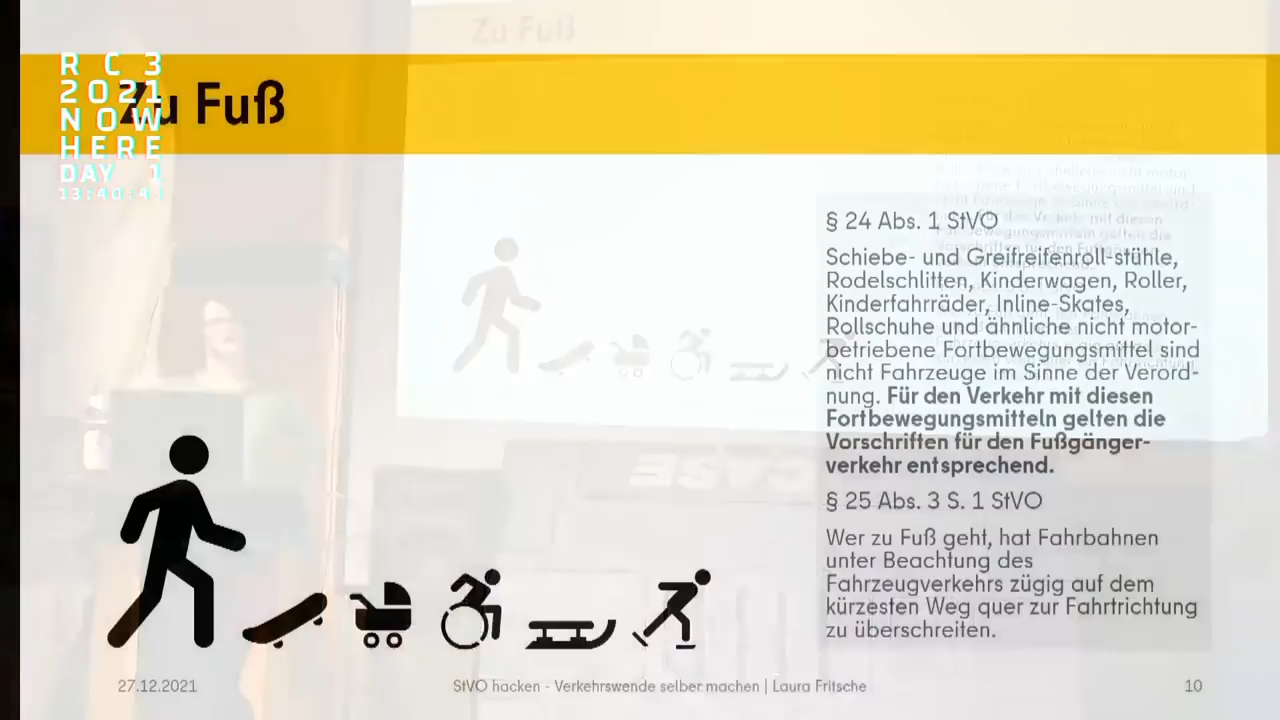 Zu Fuß
R C 3
2021
NOW
HERE
DAY 1
Zu Fuß
§ 24 Abs. 1 StVO
Schiebe- und Greifreifenroll-stühle,
Rodelschlitten, Kinderwagen, Roller,
Kinderfahrräder, Inline-Skates,
Rollschuhe und ähnliche nicht motor-
betriebene Fortbewegungsmittel sind
nicht Fahrzeuge im Sinne der Verord-
nung. Für den Verkehr mit diesen
Fortbewegungsmitteln gelten die
Vorschriften für den Fußgänger-
verkehr entsprechend.
§ 25 Abs. 3 S. 1 StVO
Wer zu Fuß geht, hat Fahrbahnen
unter Beachtung des
Fahrzeugverkehrs zügig auf dem
kürzesten Weg quer zur Fahrtrichtung
zu überschreiten.
27.12.2021
StVO hacken - Verkehrswende selber machen | Laura Fritsche
10